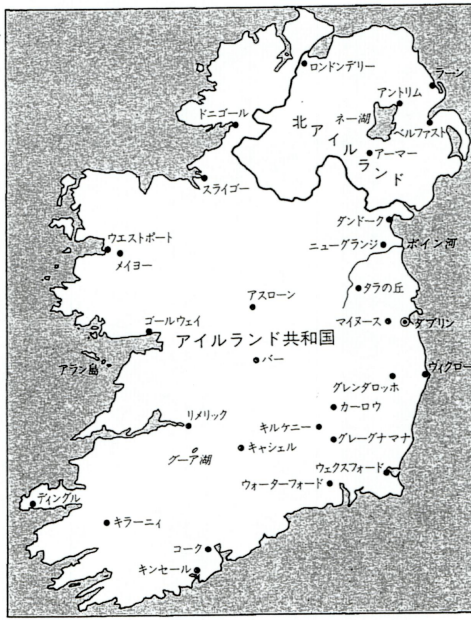 ロンドンデリー
ラーン
アントリム
ドニゴール
ネー湖
ベルファスト
北アイルランド
アーマー
スライゴー
ダンドーク
ニューグランジ
ボイン河
ウエストポート
メイヨー
タラの丘
アスローン
ゴールウェイ
マイヌース
ダブリン
アイルランド共和国
アラン島
バー
ヴィクロー
グレンダロッホ
カーロウ
リメリック
キルケニー
グレーグナマナ
グーア湖
キャシェル
ウェクスフォード
ウォーターフォード
ディングル
キラーニィ
コーク
キンセール